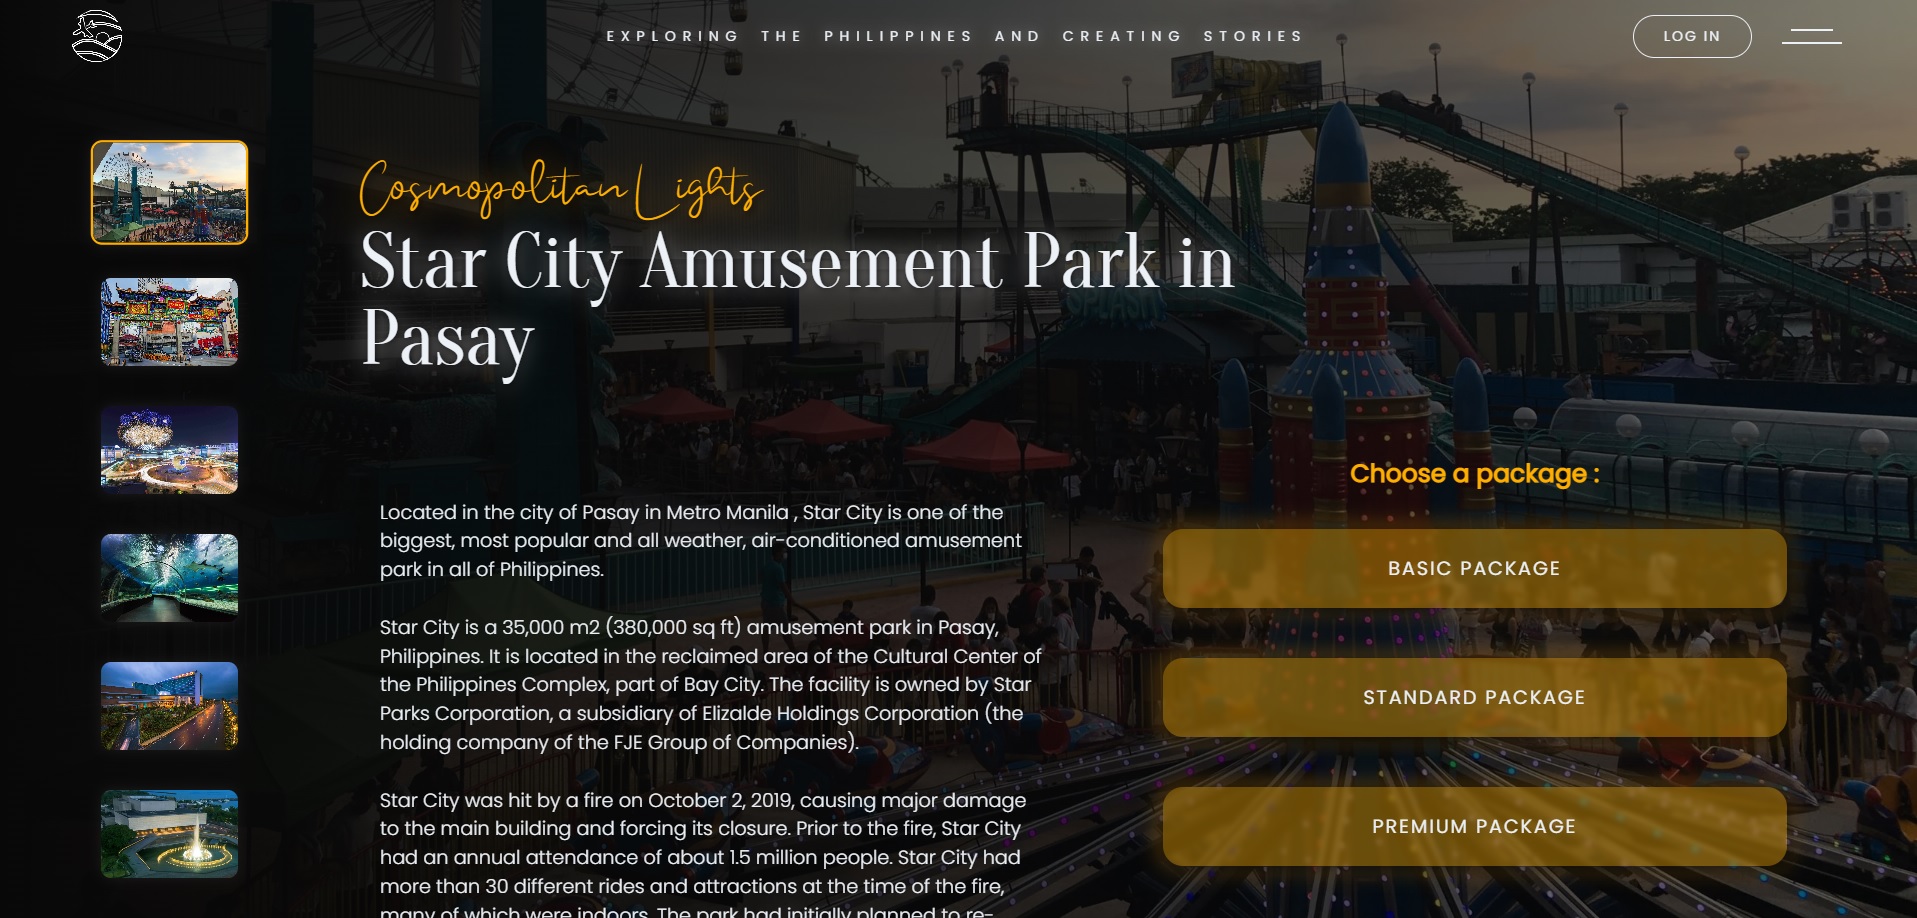 EXPLORING THE PHILIPPINES AND CREATING STORIES
LOG IN
Cosmopolitan Lights
Star City Amusement Park in
Pasay
Located in the city of Pasay in Metro Manila , Star City is one of the
biggest, most popular and all weather, air-conditioned amusement
park in all of Philippines.
Star City is a 35,000 m2 (380,000 sq ft) amusement park in Pasay,
Philippines. It is located in the reclaimed area of the Cultural Center of
the Philippines Complex, part of Bay City. The facility is owned by Star
Parks Corporation, a subsidiary of Elizalde Holdings Corporation (the
holding company of the FJE Group of Companies).
Star City was hit by a fire on October 2, 2019, causing major damage
to the main building and forcing its closure. Prior to the fire, Star City
had an annual attendance of about 1.5 million people. Star City had
more than 30 different rides and attractions at the time of the fire,
many of which were indoors. The park had initially planned to re-
Choose a package :
BASIC PACKAGE
STANDARD PACKAGE
PREMIUM PACKAGE